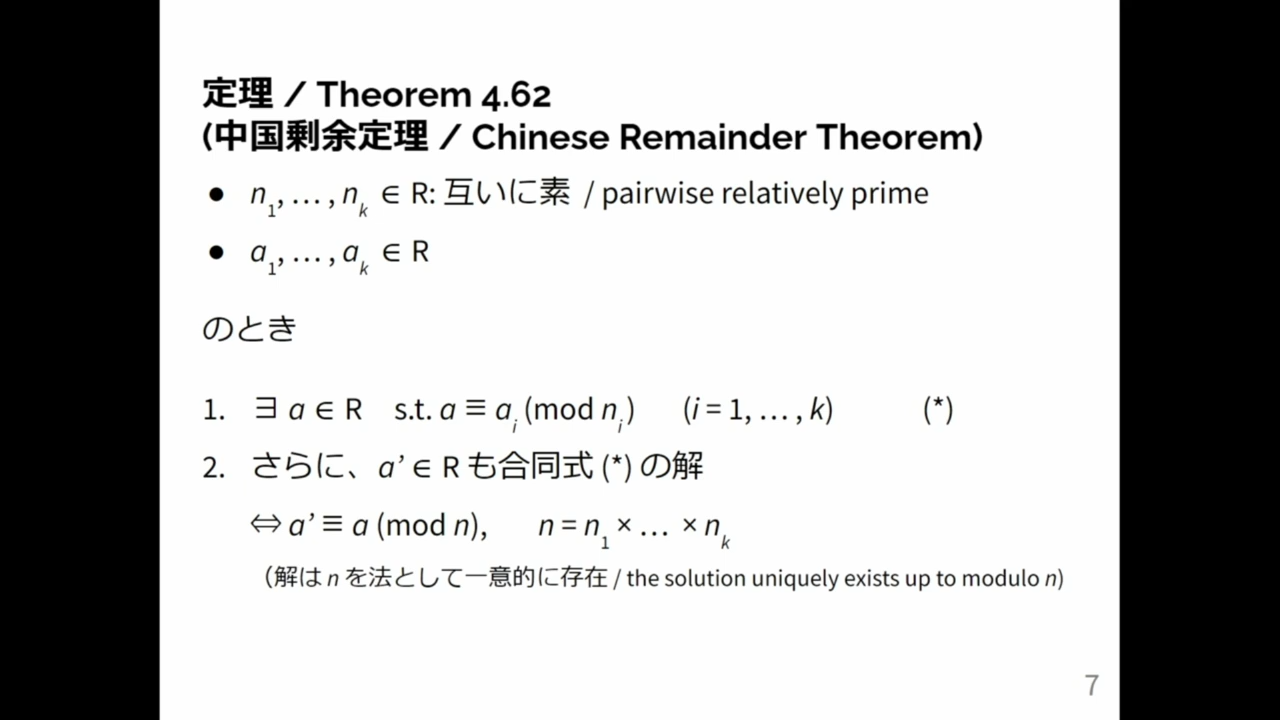 定理 / Theorem 4.62
(中国剰余定理 / Chinese Remainder Theorem)
● n₁, … , nₖ ∈ R: 互いに素 / pairwise relatively prime
● a₁, … , aₖ ∈ R
のとき
1. ∃ a ∈ R s.t. a ≡ aᵢ (mod nᵢ) (i = 1, … , k) (*)
2. さらに、a’ ∈ R も合同式 (*) の解
⇔ a’ ≡ a (mod n), n = n₁ × … × nₖ
（解は n を法として一意的に存在 / the solution uniquely exists up to modulo n)
7